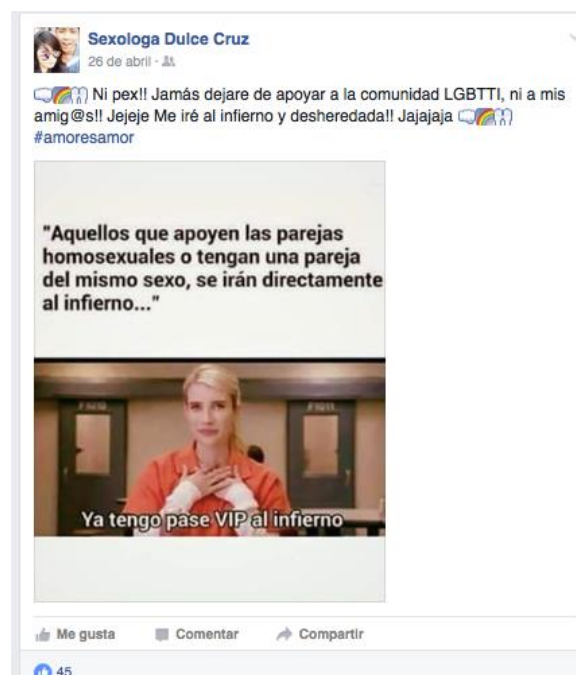 Sexologa Dulce Cruz
26 de abril ·
Ni pex!! Jamás dejare de apoyar a la comunidad LGBTTI, ni a mis
amig@s!! Jejeje Me iré al infierno y desheredada!! Jajajaja
#amoresamor
"Aquellos que apoyen las parejas
homosexuales o tengan una pareja
del mismo sexo, se irán directamente
al infierno..."
Ya tengo pase VIP al infierno
Me gusta Comentar Compartir
45